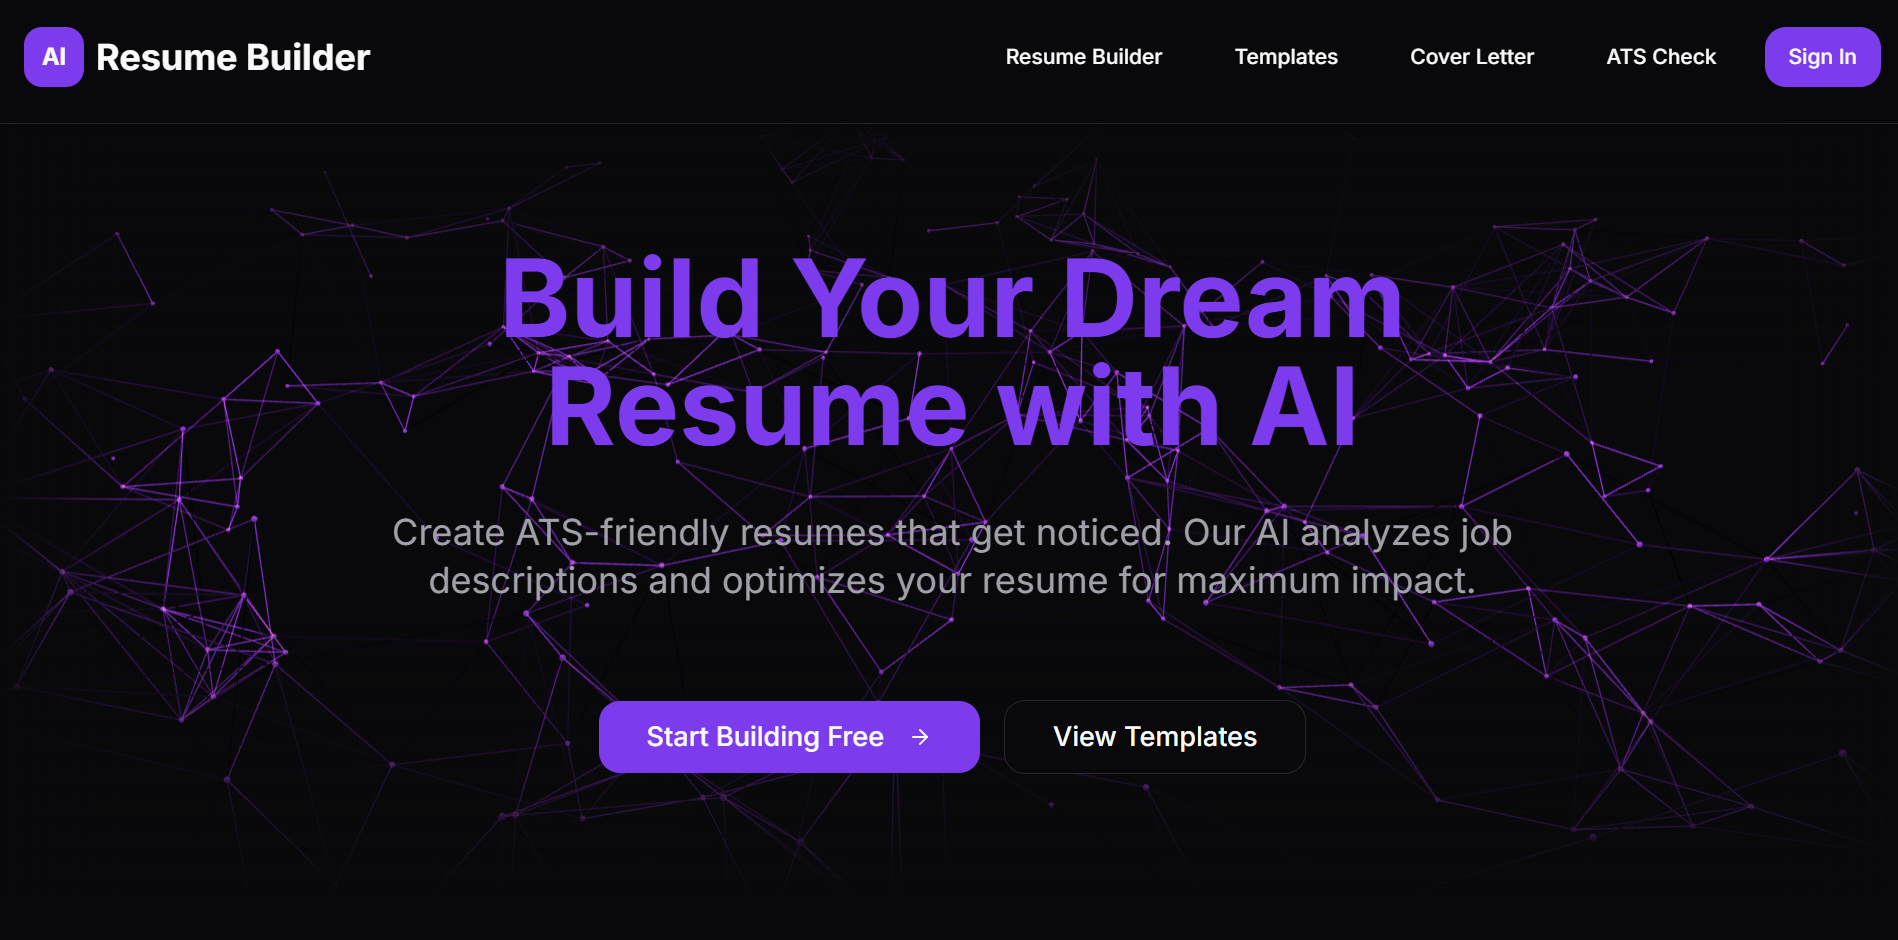 AI Resume Builder
Resume Builder Templates Cover Letter ATS Check Sign In
Build Your Dream
Resume with AI
Create ATS-friendly resumes that get noticed. Our AI analyzes job
descriptions and optimizes your resume for maximum impact.
Start Building Free → View Templates